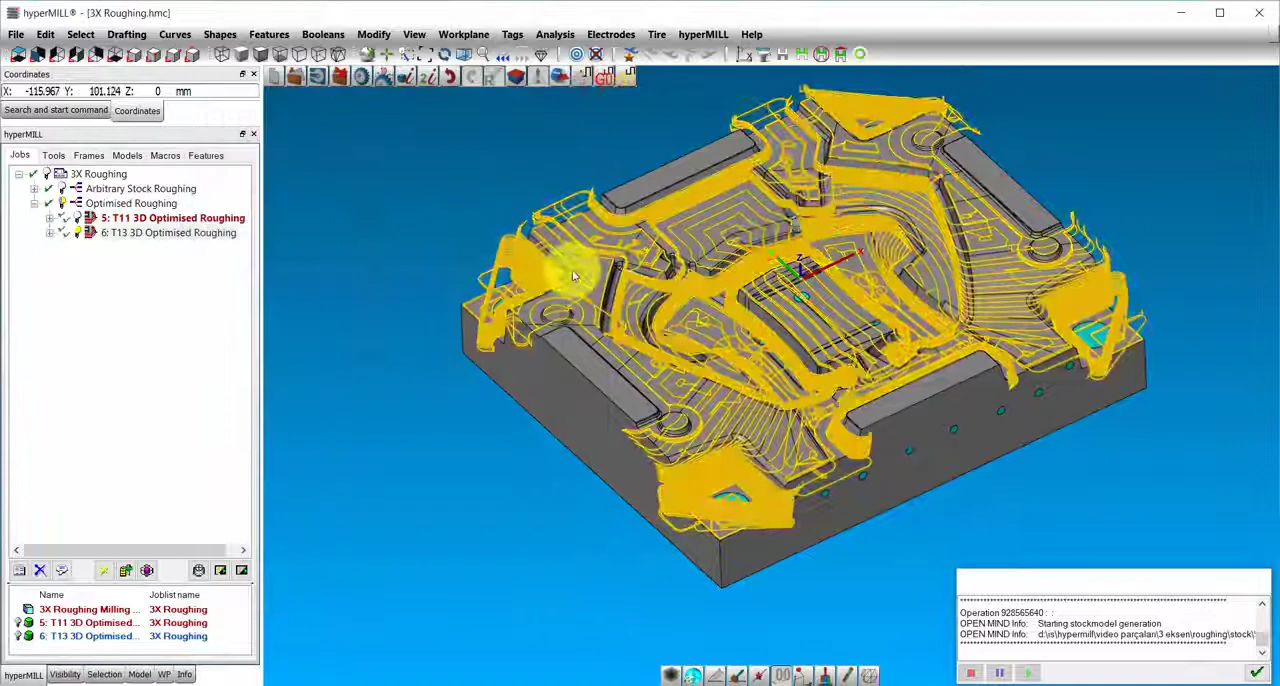 hyperMILL® - [3X Roughing.hmc]
File Edit Select Drafting Curves Shapes Features Booleans Modify View Workplane Tags Analysis Electrodes Tire hyperMILL Help
Coordinates
X: -115.967 Y: 101.124 Z: 0 mm
Search and start command Coordinates
hyperMILL
Jobs Tools Frames Models Macros Features
3X Roughing
Arbitrary Stock Roughing
Optimised Roughing
5: T11 3D Optimised Roughing
6: T13 3D Optimised Roughing
Z
X
Name Joblist name
3X Roughing Milling ... 3X Roughing
5: T11 3D Optimised... 3X Roughing
6: T13 3D Optimised... 3X Roughing
Operation 928565640 : :
OPEN MIND Info: Starting stockmodel generation
OPEN MIND Info: d:\is\hypermill\video parçaları\3 eksen\roughing\stock\
hyperMILL Visibility Selection Model WP Info